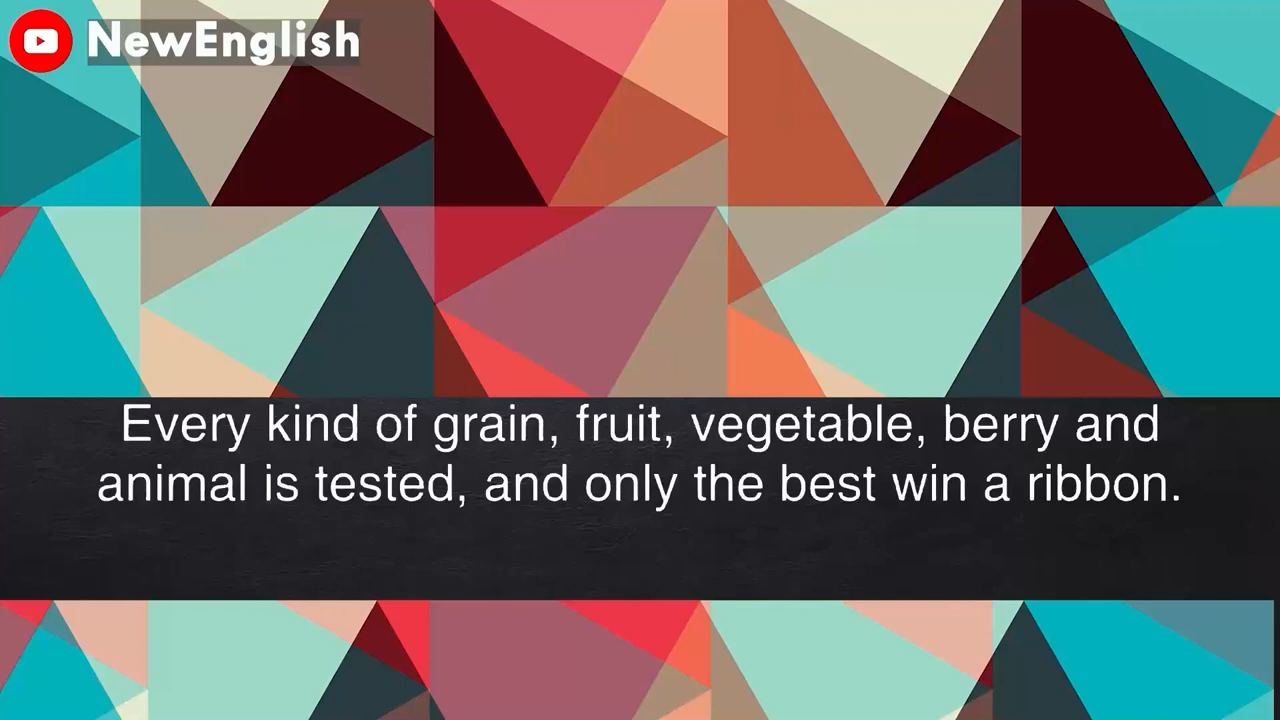 NewEnglish
Every kind of grain, fruit, vegetable, berry and
animal is tested, and only the best win a ribbon.